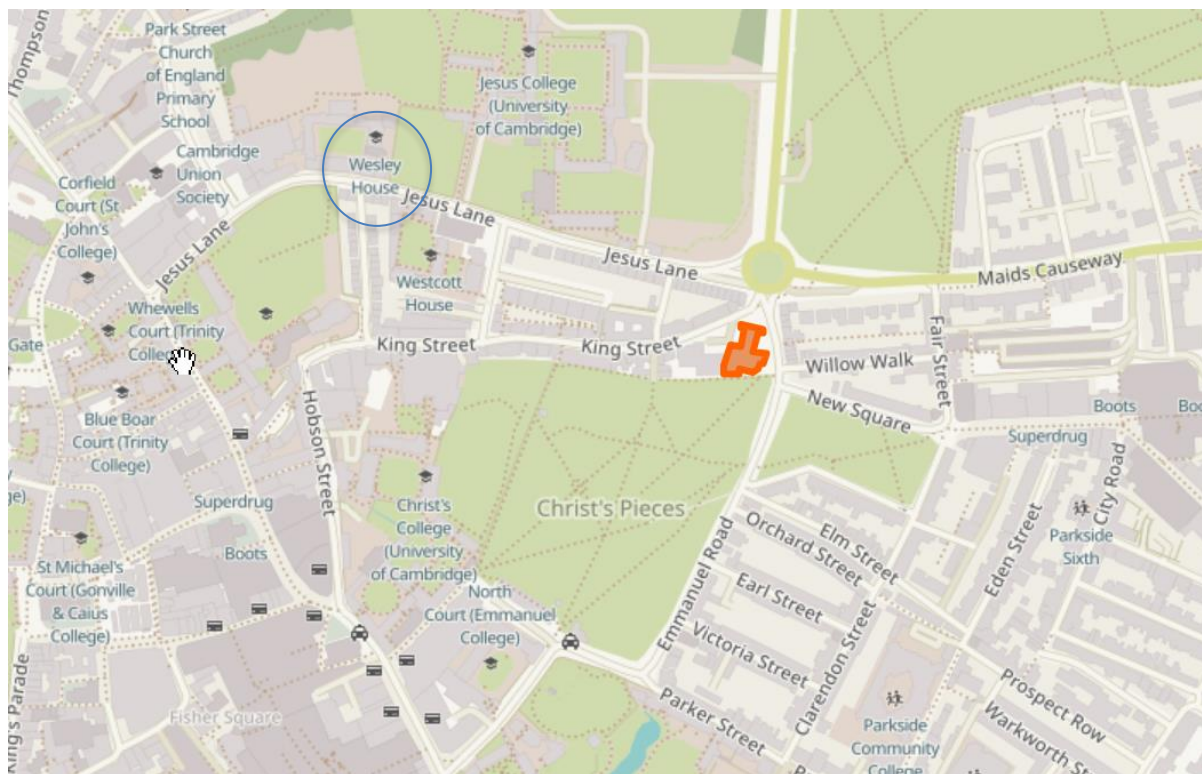 Thompson
Park Street
Church
of England
Primary
School
Jesus College
(University
of Cambridge)
Cambridge
Union
Society
Wesley
House
Corfield
Court (St
John's
College)
Jesus Lane
Jesus Lane
Jesus Lane
Maids Causeway
Westcott
House
Whewells
Court (Trinity
Gate
King Street
King Street
Willow Walk
Fair Street
New Square
Hobson Street
Blue Boar
Court (Trinity
College)
Boots
Superdrug
City Road
Superdrug
Christ's
College
(University
of Cambridge)
Christ's Pieces
Boots
Orchard Street
Elm Street
Eden Street
Parkside
Sixth
St Michael's
Court (Gonville
& Caius
College)
North
Court (Emmanuel
College)
Emmanuel Road
Earl Street
Victoria Street
Clarendon Street
Prospect Row
Warkworth
Parker Street
Parkside
Community
College
King's Parade
Fisher Square